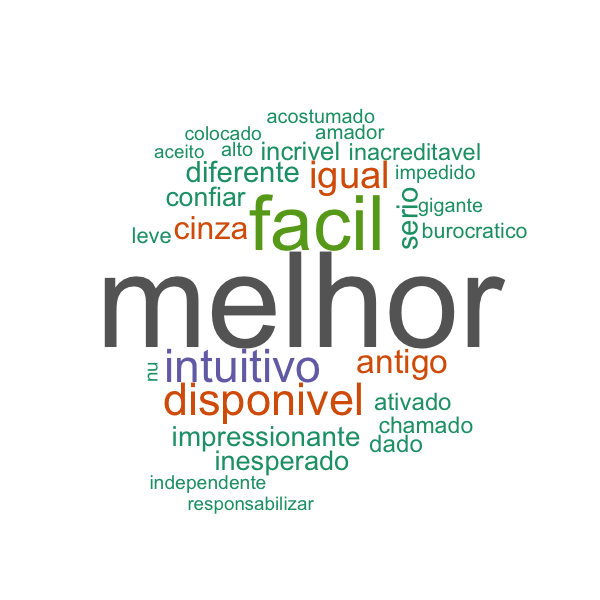 acostumado
colocado
amador
aceito
alto
incrivel
inacreditavel
diferente
igual
impedido
confiar
serio
gigante
leve
cinza
facil
burocratico
melhor
nu
intuitivo
antigo
disponivel
ativado
chamado
impressionante
dado
inesperado
independente
responsabilizar